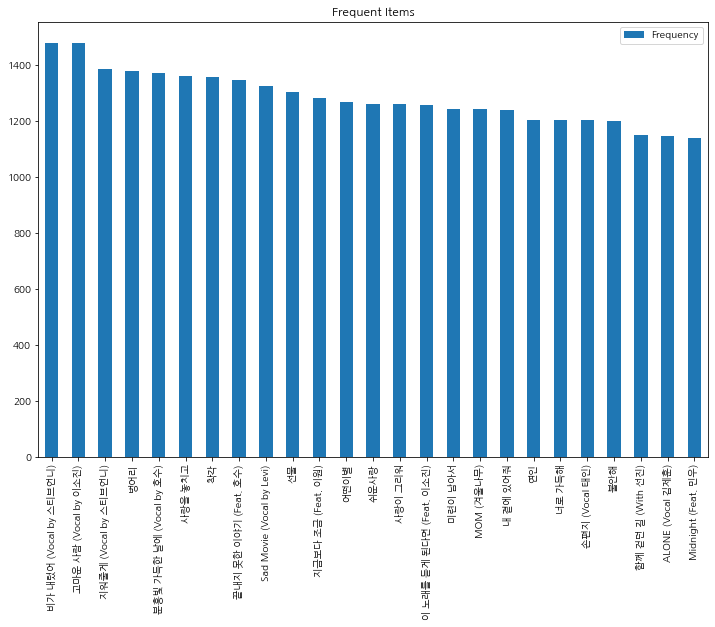 Frequent Items
Frequency
1400
1200
1000
800
600
400
200
0
비가 내렸어 (Vocal by 스티브언니)
고마운 사람 (Vocal by 이소진)
지워줄게 (Vocal by 스티브언니)
벙어리
분홍빛 가득한 날에 (Vocal by 호수)
사랑을 놓치고
착각
끝내지 못한 이야기 (Feat. 호수)
Sad Movie (Vocal by Levi)
선물
지금보다 조금 (Feat. 이원)
어떤이별
쉬운사랑
사랑이 그리워
이 노래를 듣게 된다면 (Feat. 이소진)
미련이 남아서
MOM (겨울나무)
내 곁에 있어줘
연인
너로 가득해
손편지 (Vocal 태인)
불안해
함께 걷던 길 (With 선진)
ALONE (Vocal 김제훈)
Midnight (Feat. 민우)